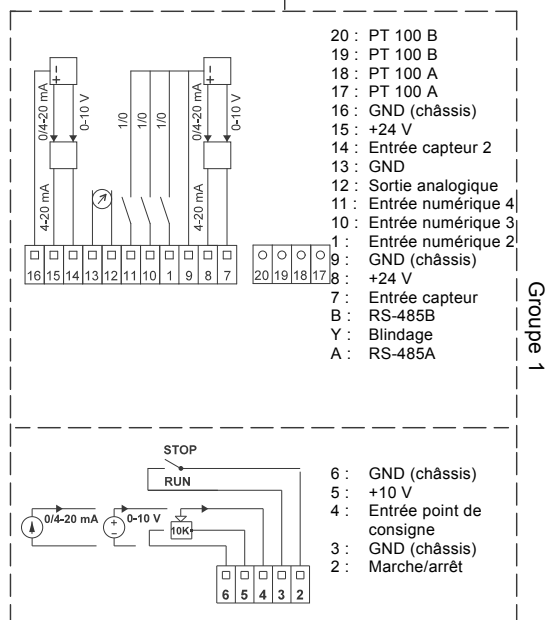 0/4-20 mA
0-10 V
1/0
1/0
1/0
0/4-20 mA
0-10 V
4-20 mA
4-20 mA
16 15 14 13 12 11 10 1 9 8 7
20 19 18 17
20 : PT 100 B
19 : PT 100 B
18 : PT 100 A
17 : PT 100 A
16 : GND (châssis)
15 : +24 V
14 : Entrée capteur 2
13 : GND
12 : Sortie analogique
11 : Entrée numérique 4
10 : Entrée numérique 3
1 : Entrée numérique 2
9 : GND (châssis)
8 : +24 V
7 : Entrée capteur
B : RS-485B
Y : Blindage
A : RS-485A
Groupe 1
STOP
RUN
0/4-20 mA
0-10 V
10K
6 5 4 3 2
6 : GND (châssis)
5 : +10 V
4 : Entrée point de
consigne
3 : GND (châssis)
2 : Marche/arrêt